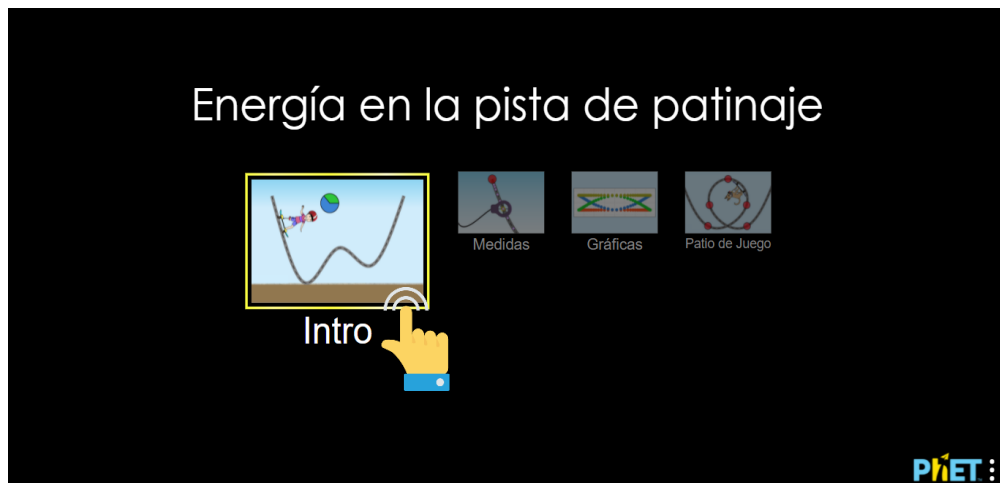 Energía en la pista de patinaje
Intro
Medidas
Gráficas
Patio de Juego
PhET